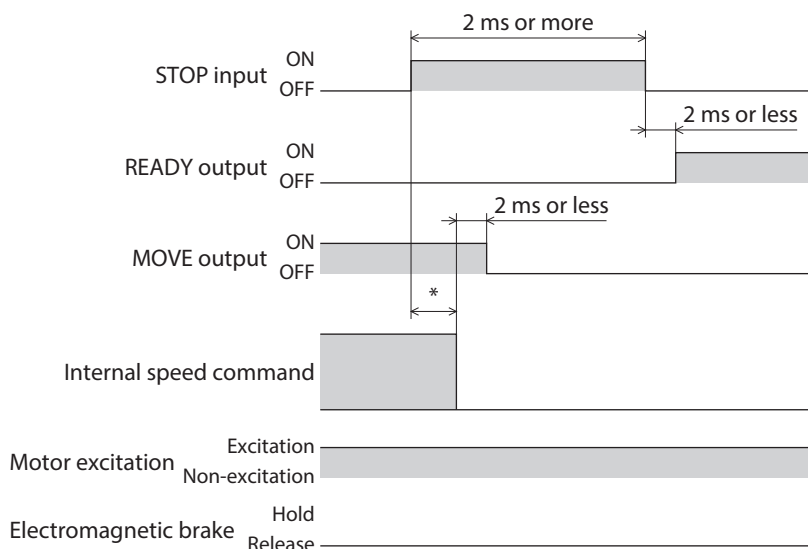 2 ms or more
ON
STOP input
OFF
2 ms or less
ON
READY output
OFF
2 ms or less
ON
MOVE output
OFF
*
Internal speed command
Excitation
Motor excitation
Non-excitation
Hold
Electromagnetic brake
Release